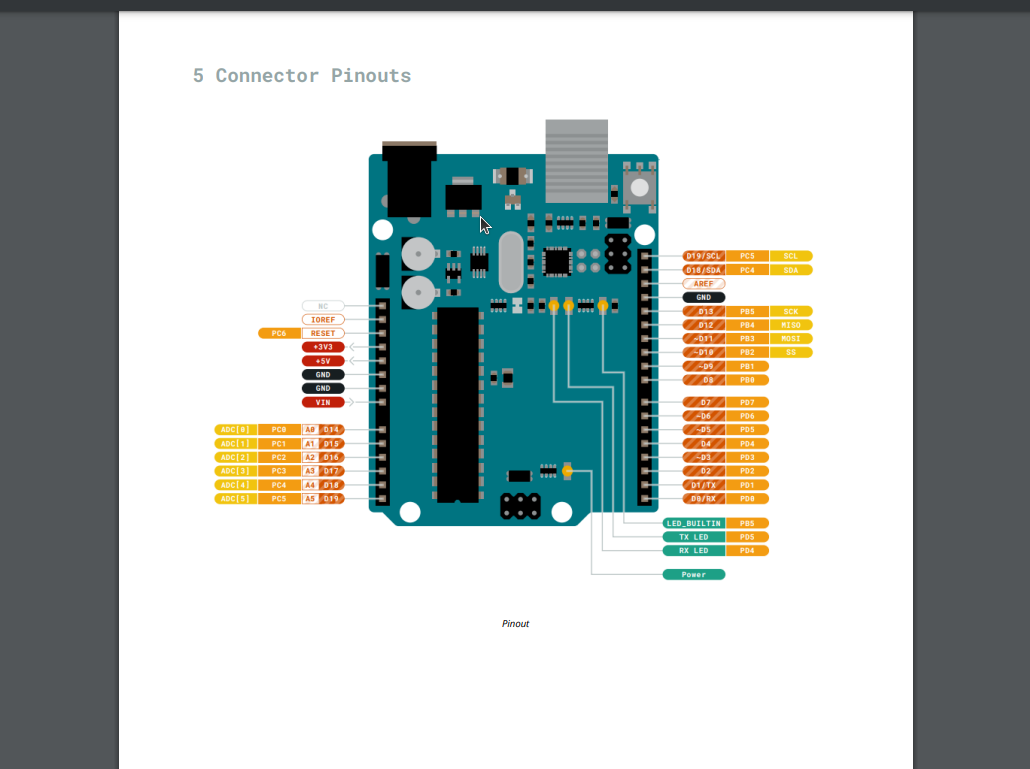 5 Connector Pinouts
D19/SCL PC5 SCL
D18/SDA PC4 SDA
AREF
GND
NC
D13 PB5 SCK
IOREF
D12 PB4 MISO
PC6 RESET
~D11 PB3 MOSI
+3V3
~D10 PB2 SS
+5V
~D9 PB1
GND
D8 PB0
GND
VIN
D7 PD7
~D6 PD6
ADC[0] PC0 A0 D14
~D5 PD5
ADC[1] PC1 A1 D15
D4 PD4
ADC[2] PC2 A2 D16
~D3 PD3
ADC[3] PC3 A3 D17
D2 PD2
ADC[4] PC4 A4 D18
D1/TX PD1
ADC[5] PC5 A5 D19
D0/RX PD0
LED_BUILTIN PB5
TX LED PD5
RX LED PD4
Power
Pinout